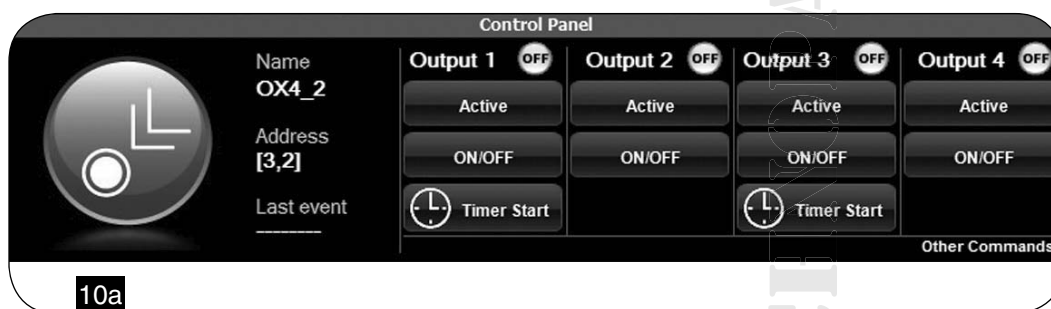 Control Panel
Name
OX4_2
Address
[3,2]
Last event
--------
Output 1 OFF
Active
ON/OFF
Timer Start
Output 2 OFF
Active
ON/OFF
Output 3 OFF
Active
ON/OFF
Timer Start
Output 4 OFF
Active
ON/OFF
Other Commands
10a